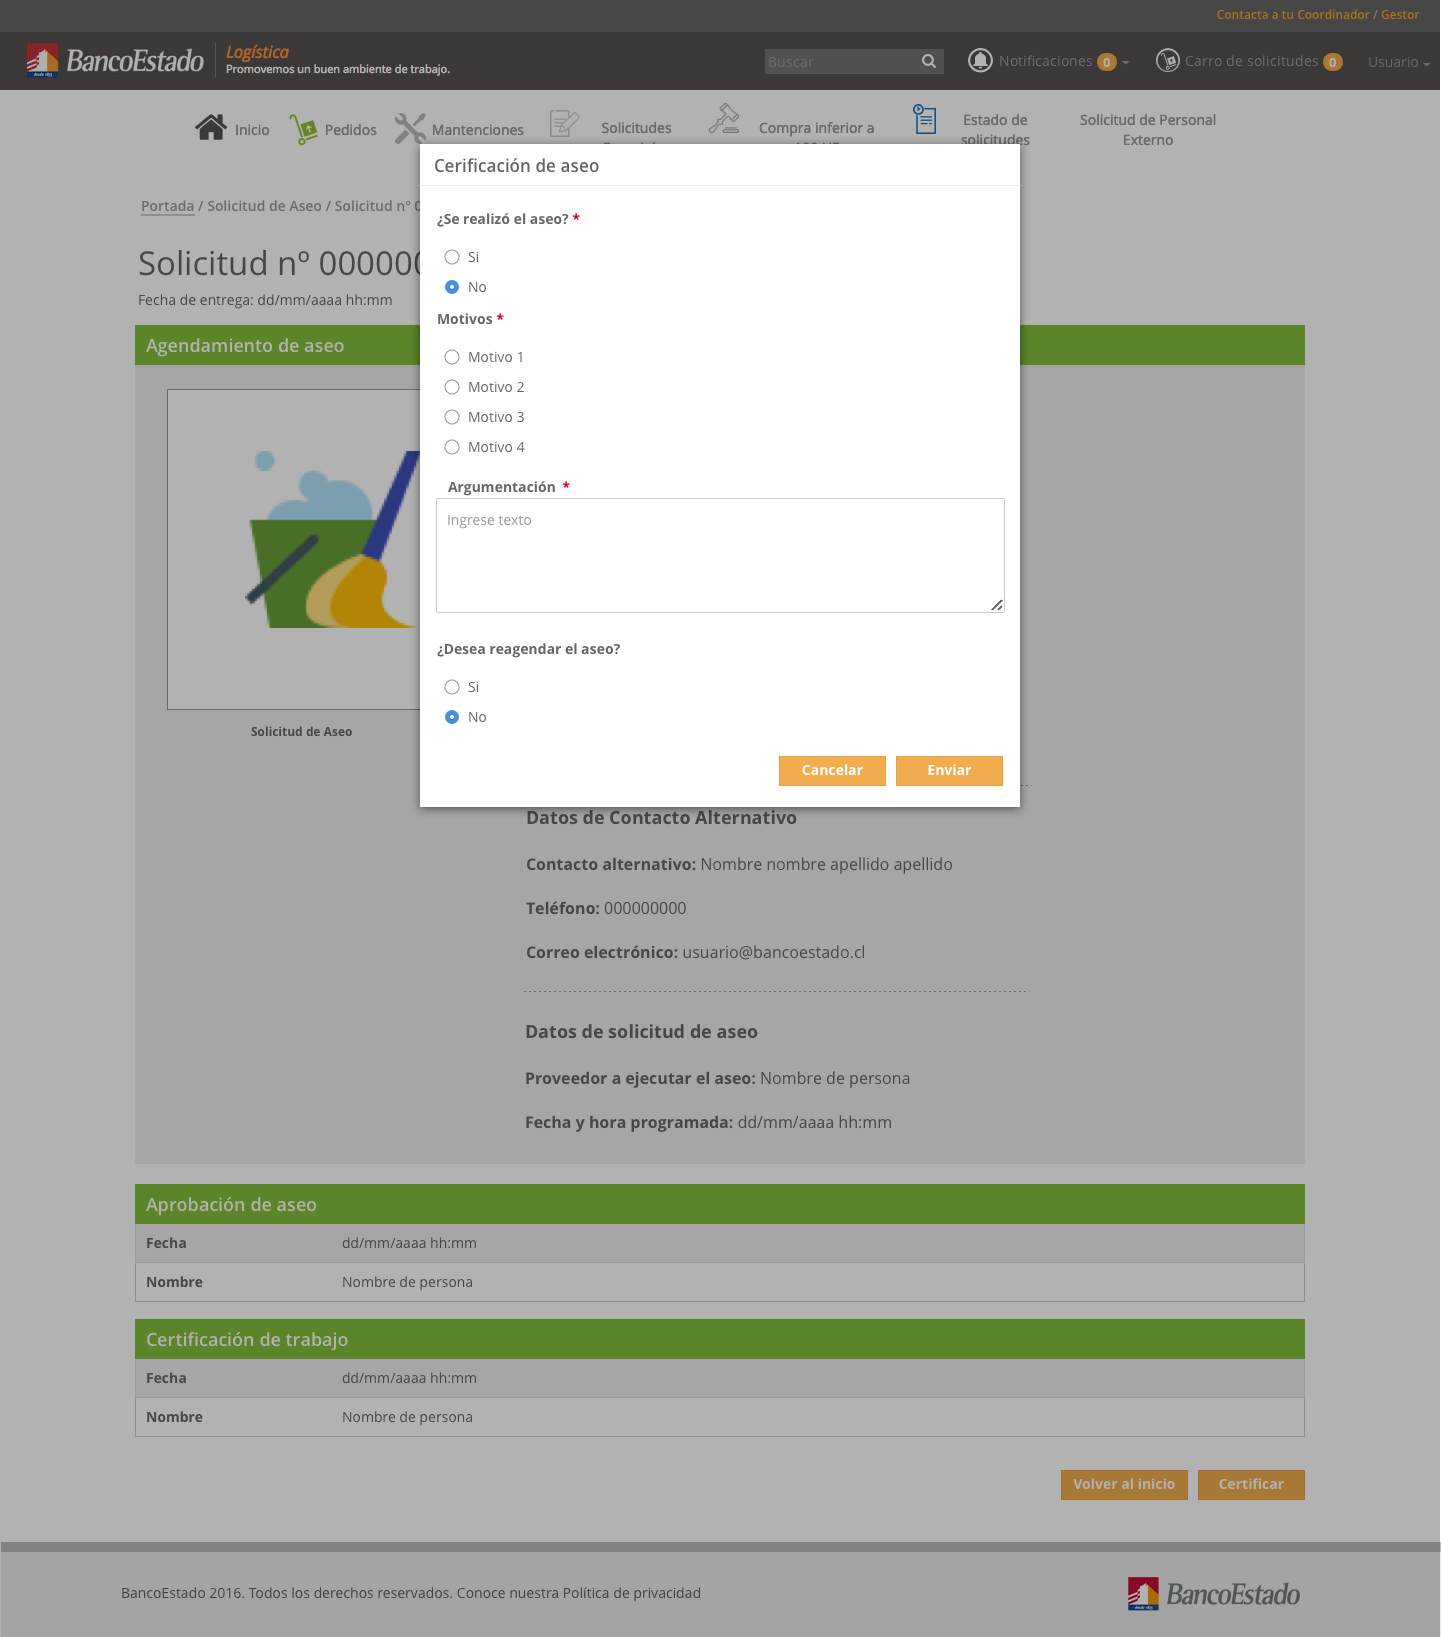 Contacta a tu Coordinador / Gestor
BancoEstado
desde 1855
Logística
Promovemos un buen ambiente de trabajo.
Buscar
Notificaciones 0
Carro de solicitudes 0
Usuario
Inicio
Pedidos
Mantenciones
Solicitudes
Compra inferior a
Estado de
solicitudes
Solicitud de Personal
Externo
Portada / Solicitud de Aseo / Solicitud nº 0
Solicitud nº 000000
Fecha de entrega: dd/mm/aaaa hh:mm
Agendamiento de aseo
Solicitud de Aseo
Cerificación de aseo
¿Se realizó el aseo? *
Si
No
Motivos *
Motivo 1
Motivo 2
Motivo 3
Motivo 4
Argumentación *
Ingrese texto
¿Desea reagendar el aseo?
Si
No
Cancelar
Enviar
Datos de Contacto Alternativo
Contacto alternativo: Nombre nombre apellido apellido
Teléfono: 000000000
Correo electrónico: usuario@bancoestado.cl
Datos de solicitud de aseo
Proveedor a ejecutar el aseo: Nombre de persona
Fecha y hora programada: dd/mm/aaaa hh:mm
Aprobación de aseo
Fecha dd/mm/aaaa hh:mm
Nombre Nombre de persona
Certificación de trabajo
Fecha dd/mm/aaaa hh:mm
Nombre Nombre de persona
Volver al inicio
Certificar
BancoEstado 2016. Todos los derechos reservados. Conoce nuestra Política de privacidad
BancoEstado
desde 1855